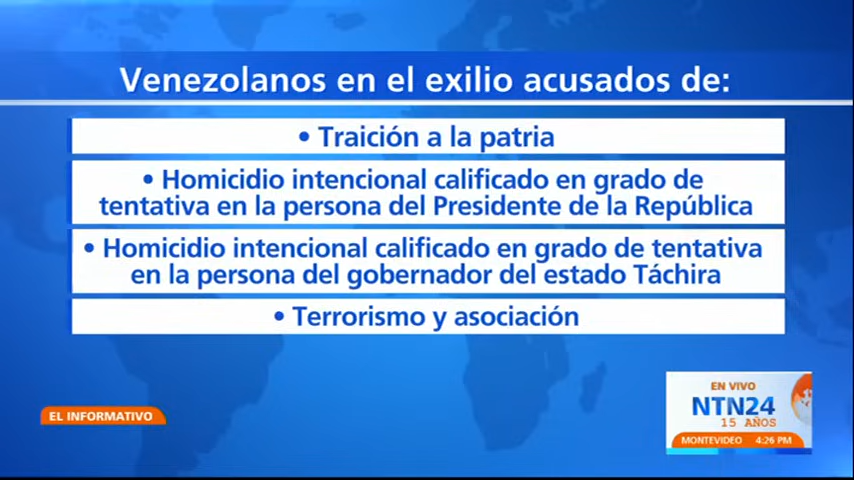 Venezolanos en el exilio acusados de:
• Traición a la patria
• Homicidio intencional calificado en grado de
tentativa en la persona del Presidente de la República
• Homicidio intencional calificado en grado de tentativa
en la persona del gobernador del estado Táchira
• Terrorismo y asociación
EL INFORMATIVO
EN VIVO
NTN24
15 AÑOS
MONTEVIDEO 4:26 PM